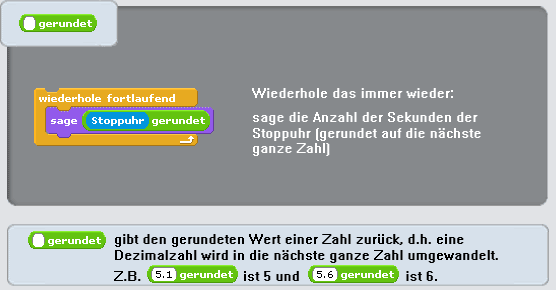 gerundet
wiederhole fortlaufend
sage Stoppuhr gerundet
Wiederhole das immer wieder:
sage die Anzahl der Sekunden der
Stoppuhr (gerundet auf die nächste
ganze Zahl)
gerundet gibt den gerundeten Wert einer Zahl zurück, d.h. eine
Dezimalzahl wird in die nächste ganze Zahl umgewandelt.
Z.B. 5.1 gerundet ist 5 und 5.6 gerundet ist 6.